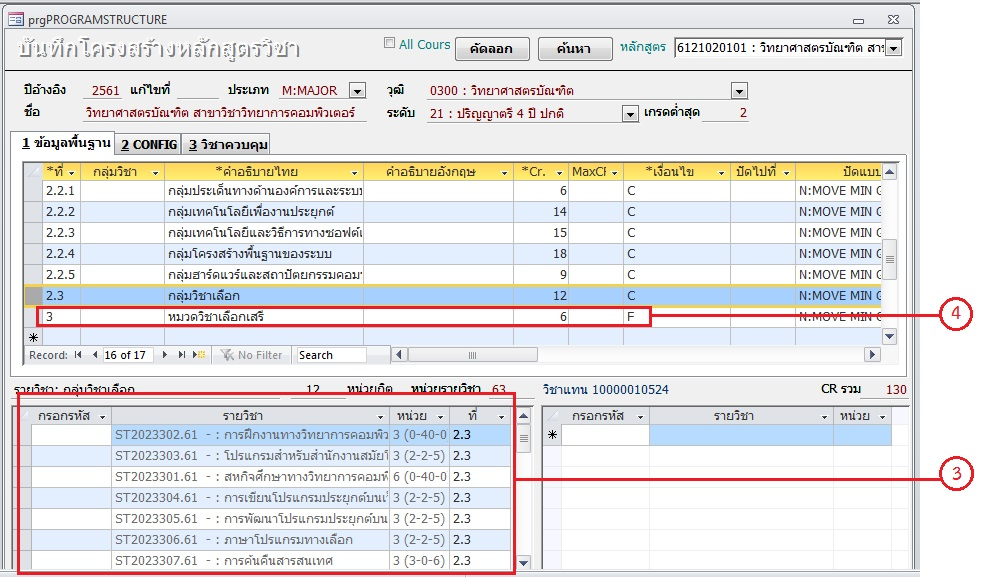 prgPROGRAMSTRUCTURE
บันทึกโครงสร้างหลักสูตรวิชา All Cours คัดลอก ค้นหา หลักสูตร 6121020101 : วิทยาศาสตรบัณฑิต สาข
ปีอ้างอิง 2561 แก้ไขที่ ประเภท M:MAJOR วุฒิ 0300 : วิทยาศาสตรบัณฑิต
ชื่อ วิทยาศาสตรบัณฑิต สาขาวิชาวิทยาการคอมพิวเตอร์ ระดับ 21 : ปริญญาตรี 4 ปี ปกติ เกรดต่ำสุด 2
1 ข้อมูลพื้นฐาน 2 CONFIG 3 วิชาควบคุม
*ที่ กลุ่มวิชา *คำอธิบายไทย คำอธิบายอังกฤษ *Cr. MaxCr *เงื่อนไข ปัดไปที่ ปัดแบบ
2.2.1 กลุ่มประเด็นทางด้านองค์การและระบบ 6 C N:MOVE MIN G
2.2.2 กลุ่มเทคโนโลยีเพื่องานประยุกต์ 14 C N:MOVE MIN G
2.2.3 กลุ่มเทคโนโลยีและวิธีการทางซอฟต์แ 15 C N:MOVE MIN G
2.2.4 กลุ่มโครงสร้างพื้นฐานของระบบ 18 C N:MOVE MIN G
2.2.5 กลุ่มฮาร์ดแวร์และสถาปัตยกรรมคอมพ 9 C N:MOVE MIN G
2.3 กลุ่มวิชาเลือก 12 C N:MOVE MIN G
3 หมวดวิชาเลือกเสรี 6 F N:MOVE MIN G
4
Record: 16 of 17 No Filter Search
รายวิชา: กลุ่มวิชาเลือก 12 หน่วยกิต หน่วยรายวิชา 63 วิชาแทน 10000010524 CR รวม 130
กรอกรหัส รายวิชา หน่วย ที่ กรอกรหัส รายวิชา หน่วย
ST2023302.61 - : การฝึกงานทางวิทยาการคอมพิว 3 (0-40-0 2.3
ST2023303.61 - : โปรแกรมสำหรับสำนักงานสมัยใ 3 (2-2-5) 2.3
ST2023301.61 - : สหกิจศึกษาทางวิทยาการคอมพิ 6 (0-40-0 2.3
3
ST2023304.61 - : การเขียนโปรแกรมประยุกต์บนเ 3 (2-2-5) 2.3
ST2023305.61 - : การพัฒนาโปรแกรมประยุกต์บน 3 (2-2-5) 2.3
ST2023306.61 - : ภาษาโปรแกรมทางเลือก 3 (2-2-5) 2.3
ST2023307.61 - : การค้นคืนสารสนเทศ 3 (3-0-6) 2.3